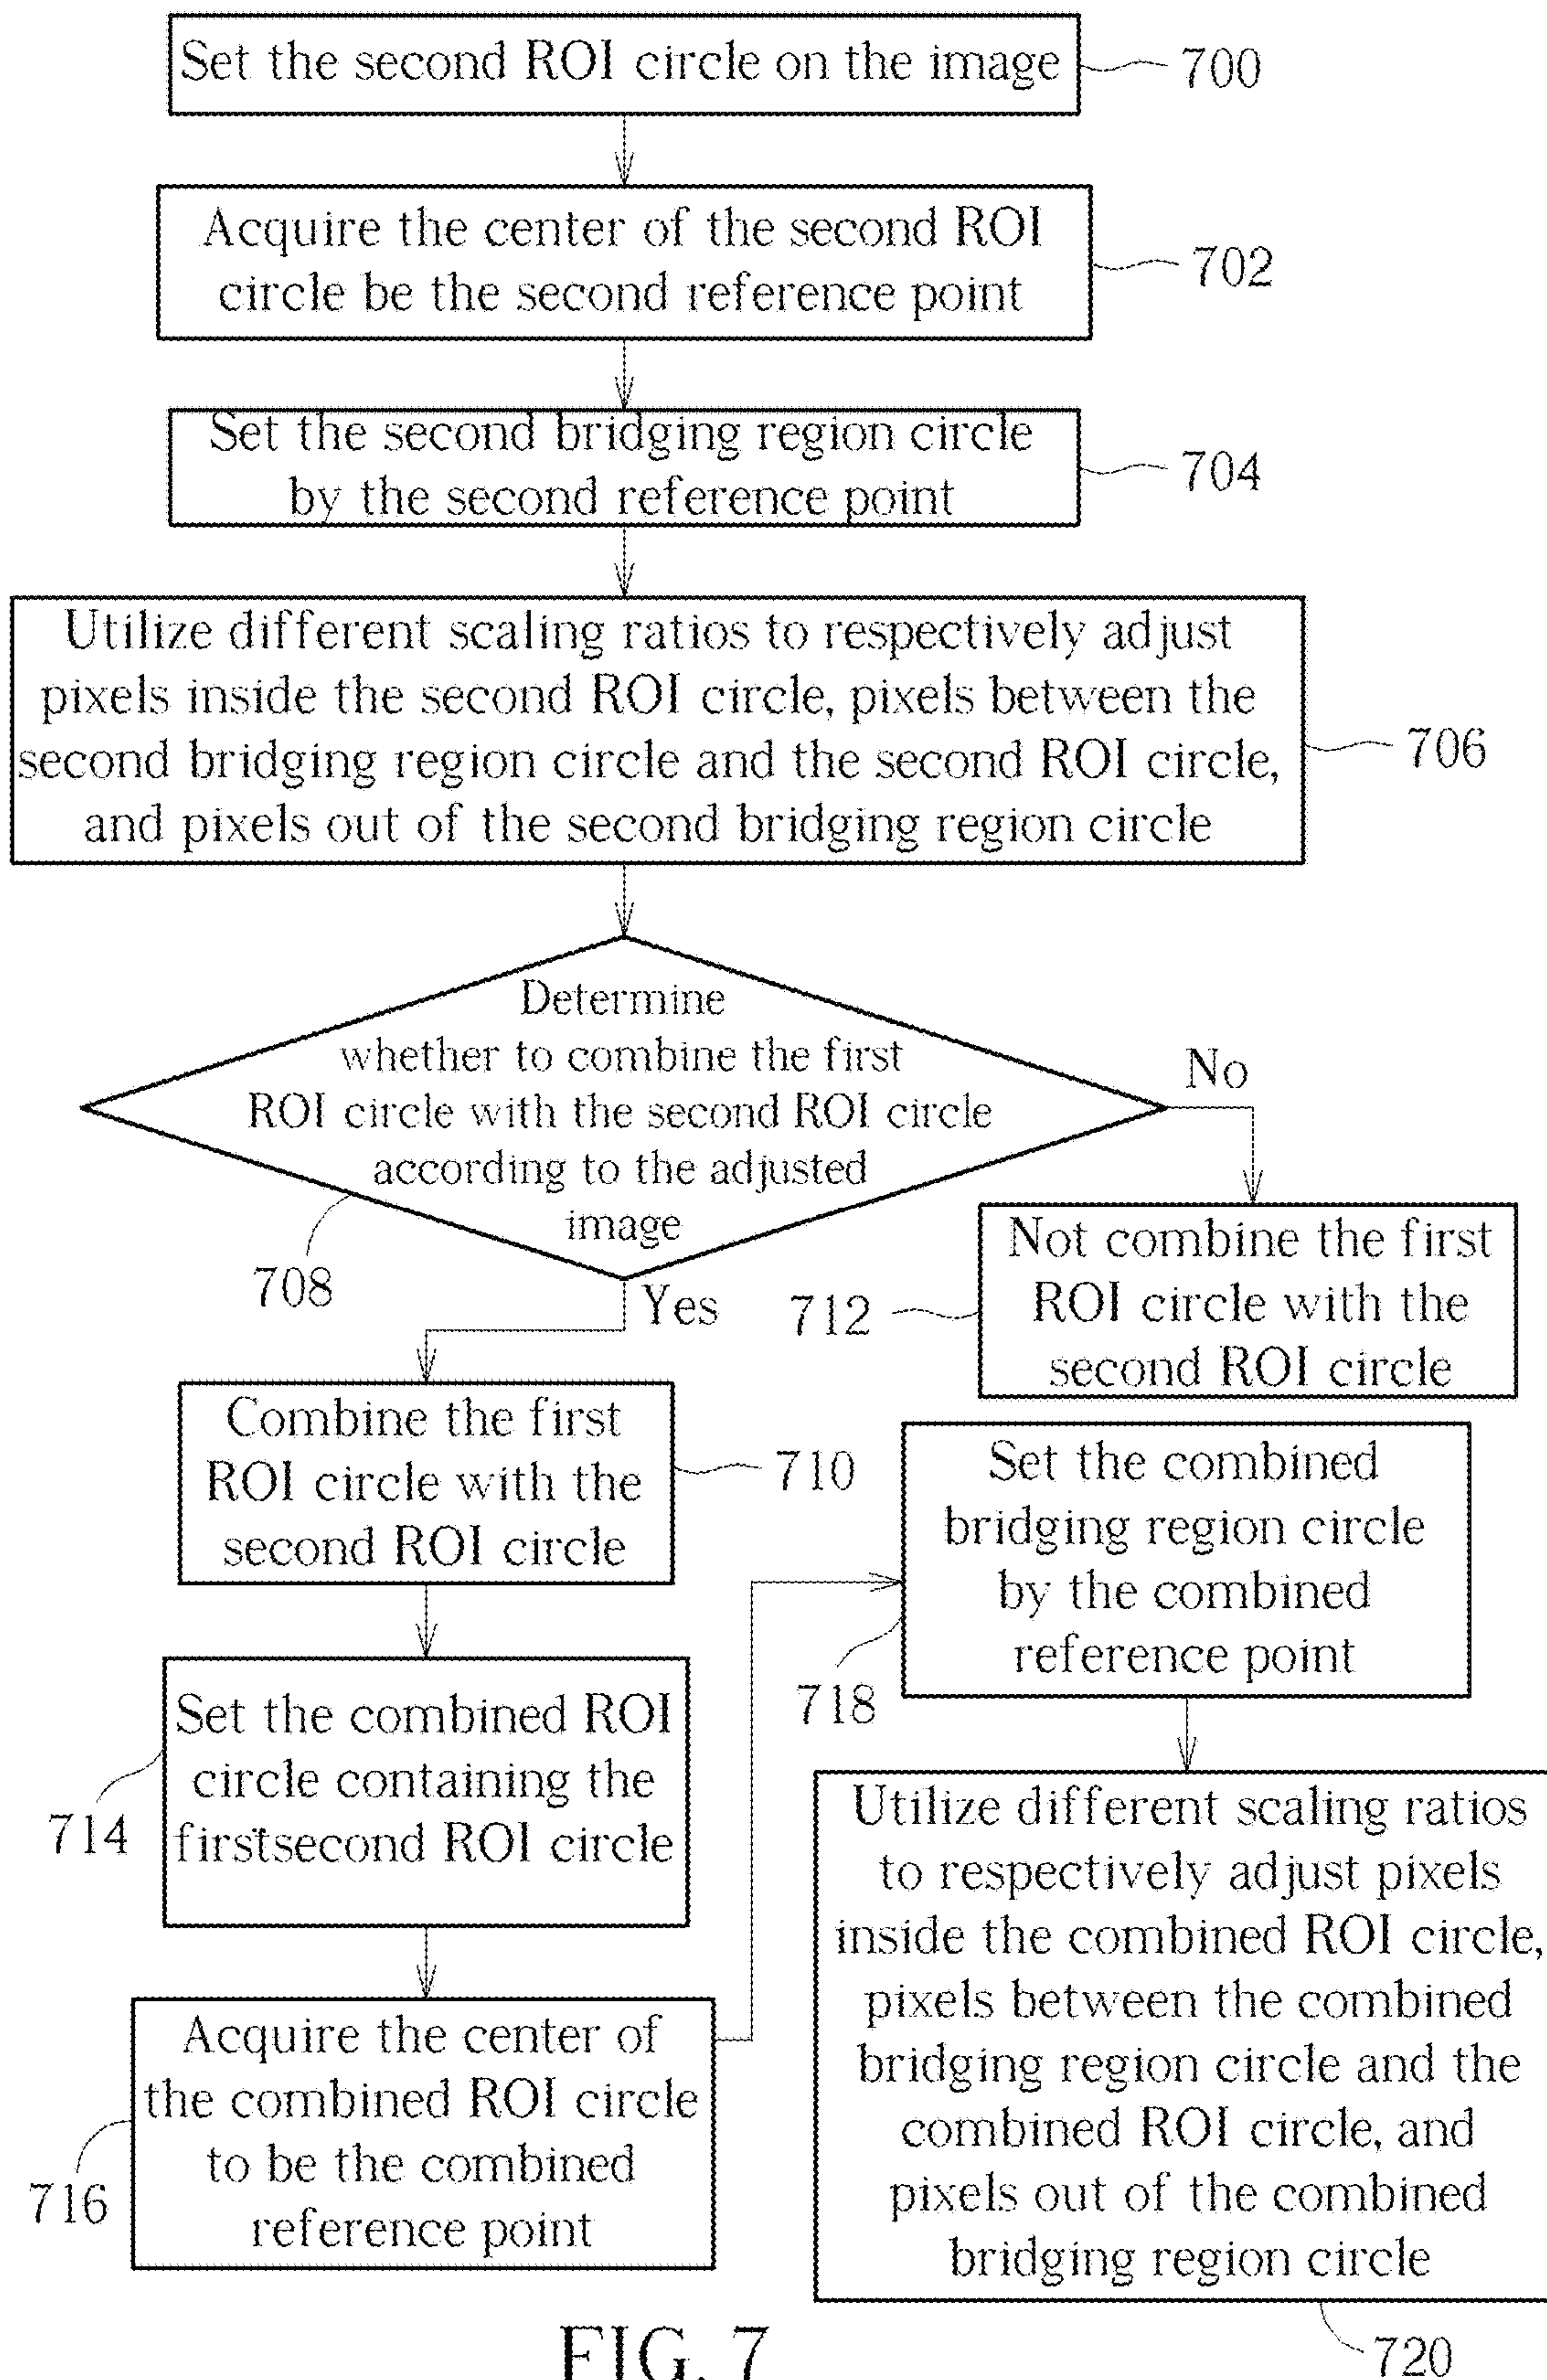 Set the second ROI circle on the image
700
Acquire the center of the second ROI
circle be the second reference point
702
Set the second bridging region circle
by the second reference point
704
Utilize different scaling ratios to respectively adjust
pixels inside the second ROI circle, pixels between the
second bridging region circle and the second ROI circle,
and pixels out of the second bridging region circle
706
Determine
whether to combine the first
ROI circle with the second ROI circle
according to the adjusted
image
708
No
Yes
Not combine the first
ROI circle with the
second ROI circle
712
Combine the first
ROI circle with the
second ROI circle
710
Set the combined ROI
circle containing the
firstsecond ROI circle
714
Acquire the center of
the combined ROI circle
to be the combined
reference point
716
Set the combined
bridging region circle
by the combined
reference point
718
Utilize different scaling ratios
to respectively adjust pixels
inside the combined ROI circle,
pixels between the combined
bridging region circle and the
combined ROI circle, and
pixels out of the combined
bridging region circle
720
FIG. 7